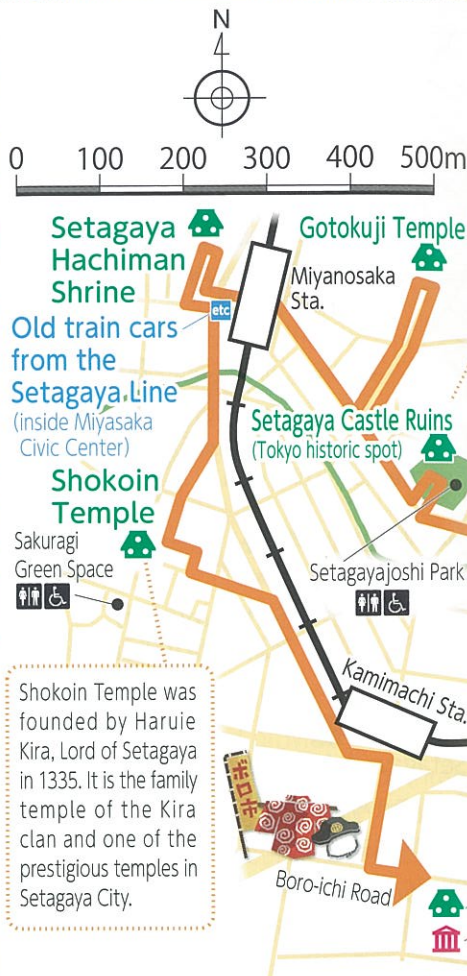 N
0 100 200 300 400 500m
Setagaya
Hachiman
Shrine
Gotokuji Temple
Miyanosaka
Sta.
etc
Old train cars
from the
Setagaya Line
(inside Miyasaka
Civic Center)
Setagaya Castle Ruins
(Tokyo historic spot)
Shokoin
Temple
Sakuragi
Green Space
Setagayajoshi Park
Kamimachi Sta.
Shokoin Temple was
founded by Haruie
Kira, Lord of Setagaya
in 1335. It is the family
temple of the Kira
clan and one of the
prestigious temples in
Setagaya City.
ボロ市
Boro-ichi Road